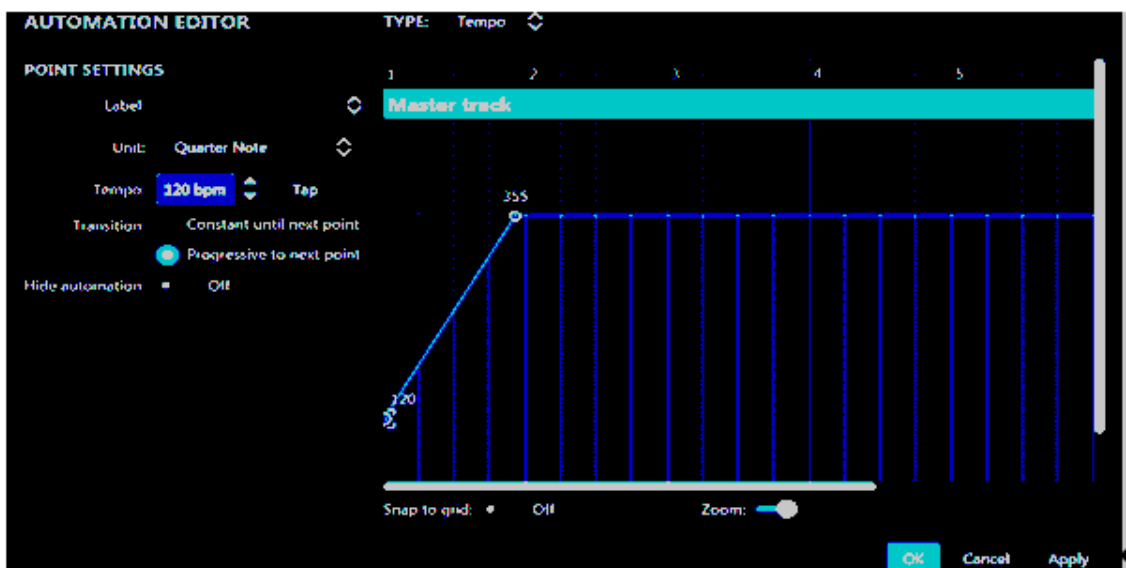 AUTOMATION EDITOR
TYPE: Tempo
POINT SETTINGS
1 2 3 4 5
Label
Master track
Unit: Quarter Note
Tempo 120 bpm Tap
355
Transition Constant until next point
Progressive to next point
Hide automation Off
120
Snap to grid: Off Zoom:
OK Cancel Apply